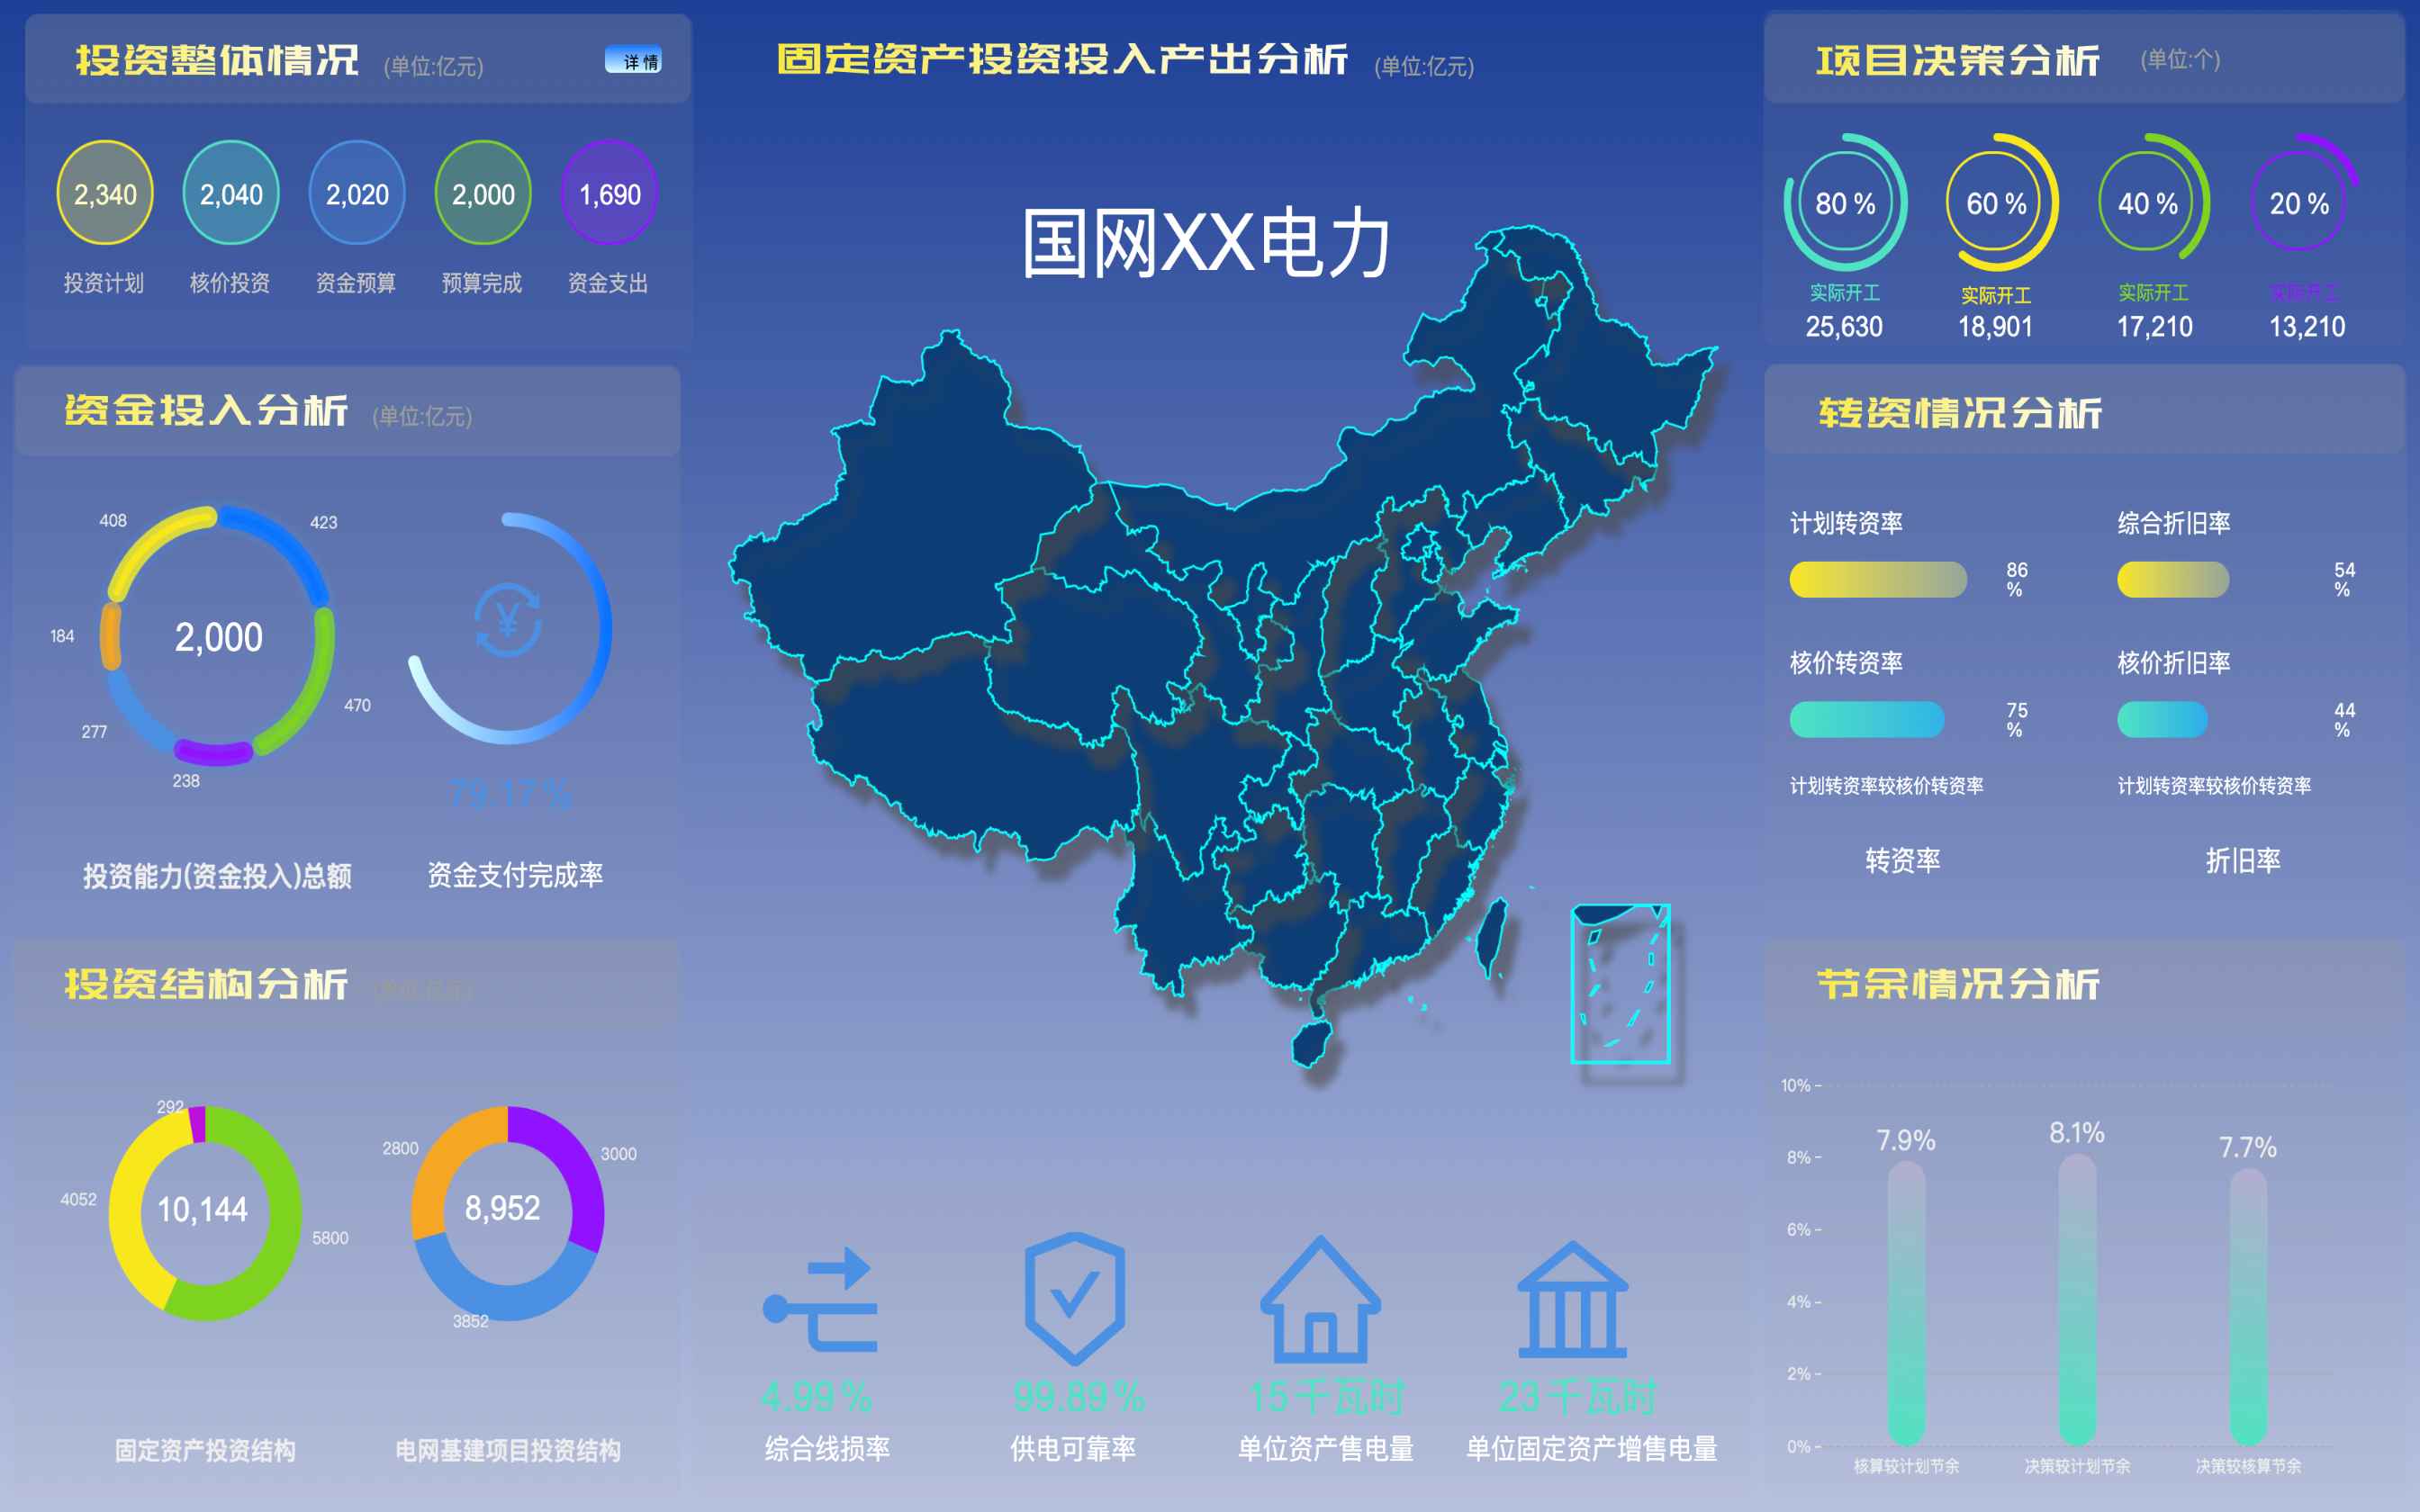 投资整体情况 (单位:亿元) 详 情
2,340 2,040 2,020 2,000 1,690
投资计划 核价投资 资金预算 预算完成 资金支出
资金投入分析 (单位:亿元)
408
423
184
2,000
470
277
238
¥
79.17%
投资能力(资金投入)总额
资金支付完成率
投资结构分析 (单位:亿元)
292
4052
10,144
5800
2800
3000
8,952
3852
固定资产投资结构
电网基建项目投资结构
固定资产投资投入产出分析 (单位:亿元)
国网XX电力
4.99 % 99.89 % 15 千瓦时 23 千瓦时
综合线损率 供电可靠率 单位资产售电量 单位固定资产增售电量
项目决策分析 (单位:个)
80 % 60 % 40 % 20 %
实际开工 实际开工 实际开工 实际开工
25,630 18,901 17,210 13,210
转资情况分析
计划转资率
86
%
综合折旧率
54
%
核价转资率
75
%
核价折旧率
44
%
计划转资率较核价转资率 计划转资率较核价转资率
转资率 折旧率
节余情况分析
10%
8%
6%
4%
2%
0%
7.9% 8.1% 7.7%
核算较计划节余 决策较计划节余 决策较核算节余